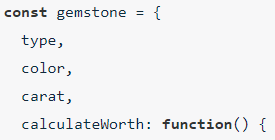 const gemstone = {
type,
color,
carat,
calculateWorth: function() {